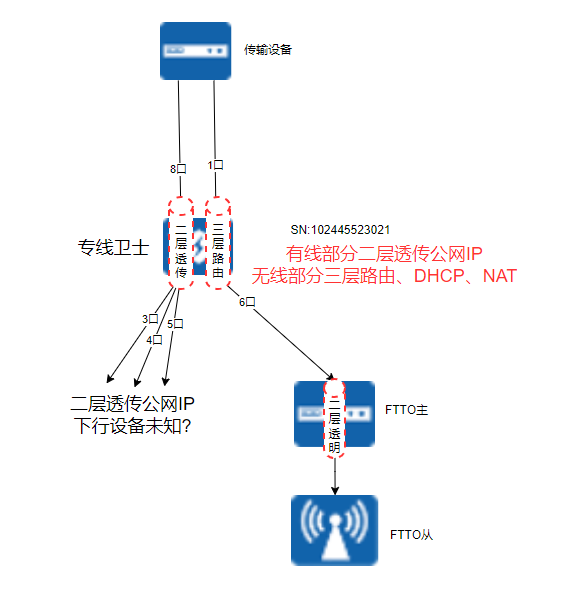 传输设备
8口
1口
SN:102445523021
专线卫士
二层透传
三层路由
有线部分二层透传公网IP
无线部分三层路由、DHCP、NAT
6口
3口
5口
4口
二层透传公网IP
下行设备未知?
二层透明
FTTO主
FTTO从